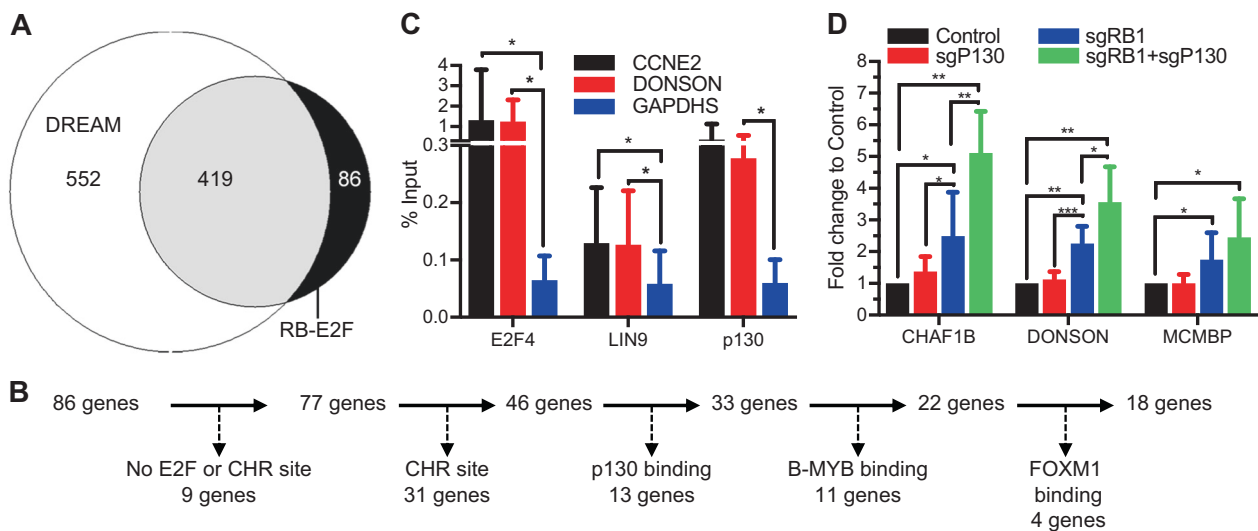 A
DREAM
552
419
86
RB-E2F
C
CCNE2
DONSON
GAPDHS
% Input
4
3
2
1
0.3
0.2
0.1
0.0
*
*
*
*
*
E2F4
LIN9
p130
D
Control
sgP130
sgRB1
sgRB1+sgP130
Fold change to Control
8
7
6
5
4
3
2
1
0
**
**
*
*
**
*
**
***
*
*
CHAF1B
DONSON
MCMBP
B
86 genes
77 genes
46 genes
33 genes
22 genes
18 genes
No E2F or CHR site
9 genes
CHR site
31 genes
p130 binding
13 genes
B-MYB binding
11 genes
FOXM1
binding
4 genes